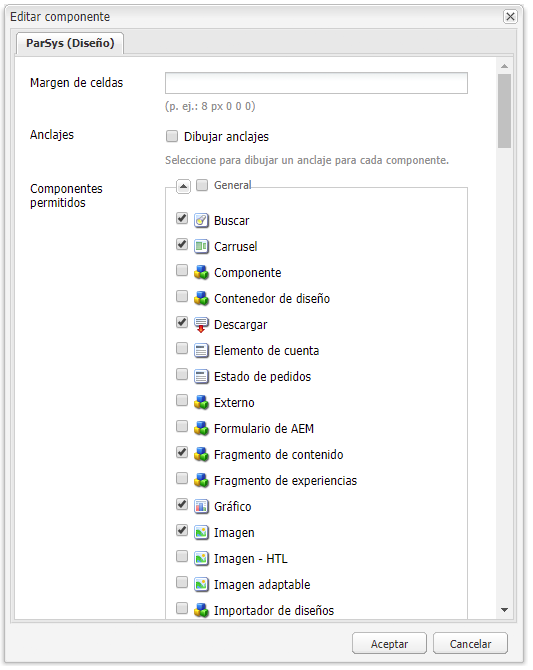 Editar componente
ParSys (Diseño)
Margen de celdas
(p. ej.: 8 px 0 0 0)
Anclajes
Dibujar anclajes
Seleccione para dibujar un anclaje para cada componente.
Componentes
permitidos
General
Buscar
Carrusel
Componente
Contenedor de diseño
Descargar
Elemento de cuenta
Estado de pedidos
Externo
Formulario de AEM
Fragmento de contenido
Fragmento de experiencias
Gráfico
Imagen
Imagen - HTL
Imagen adaptable
Importador de diseños
Aceptar
Cancelar